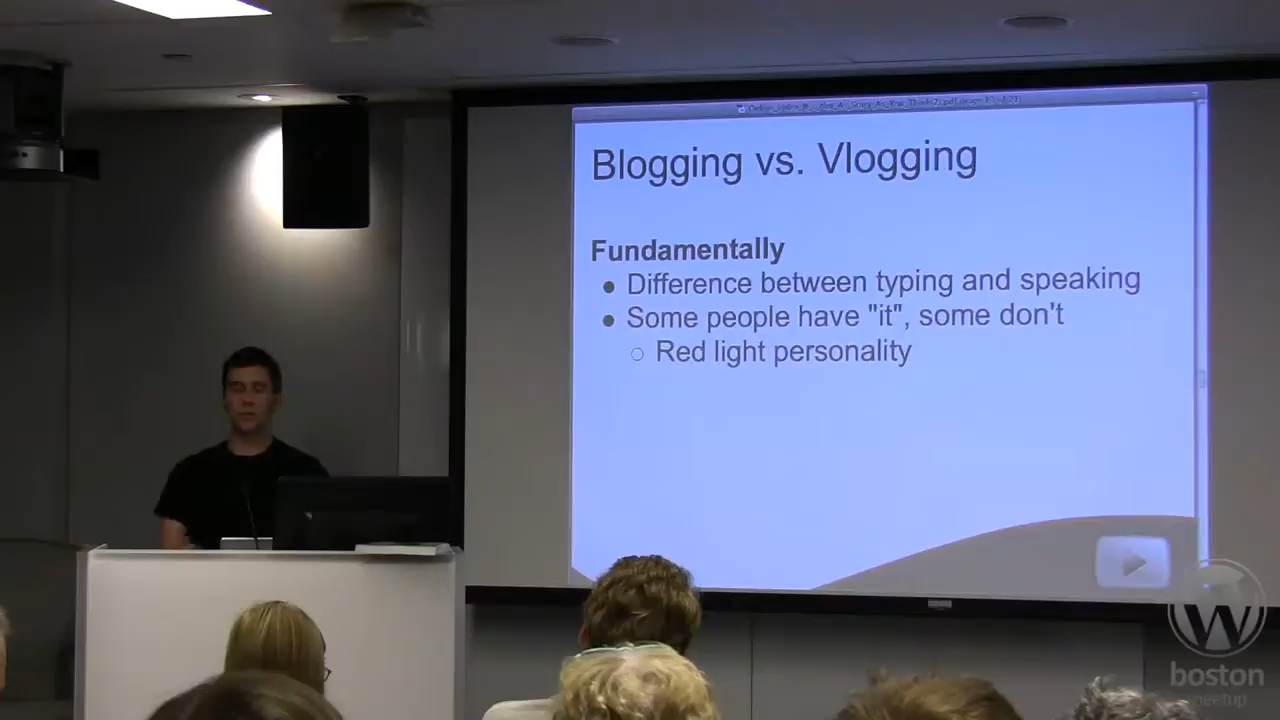 Blogging vs. Vlogging
Fundamentally
● Difference between typing and speaking
● Some people have "it", some don't
○ Red light personality
W
boston
meetup